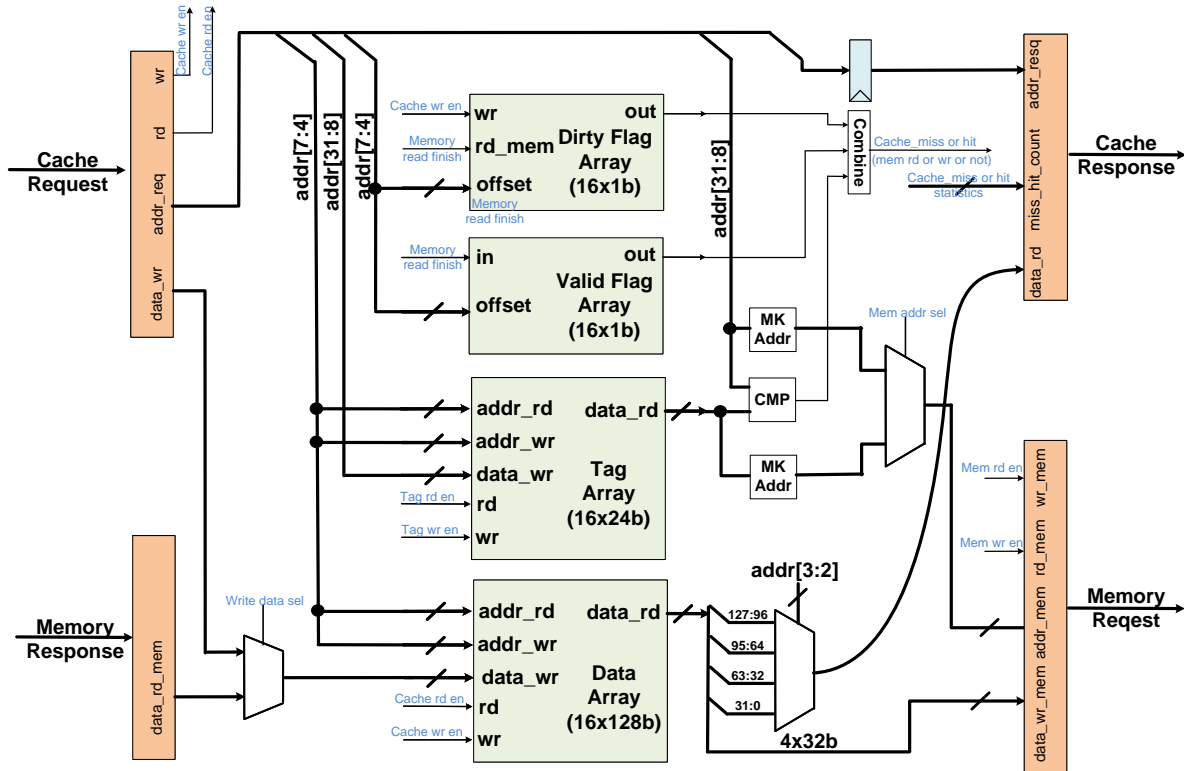 Cache
Request
wr
rd
addr_req
data_wr
Cache wr en
Cache rd en
addr[7:4]
addr[31:8]
addr[7:4]
Cache wr en
Memory
read finish
wr
rd_mem
offset
out
Dirty Flag
Array
(16x1b)
Memory
read finish
Memory
read finish
in
offset
out
Valid Flag
Array
(16x1b)
addr[31:8]
Combine
Cache_miss or hit
(mem rd or wr or not)
Cache_miss or hit
statistics
addr_resq
miss_hit_count
data_rd
Cache
Response
MK
Addr
CMP
MK
Addr
Mem addr sel
addr_rd
addr_wr
data_wr
rd
wr
data_rd
Tag
Array
(16x24b)
Tag rd en
Tag wr en
Memory
Response
data_rd_mem
Write data sel
addr_rd
addr_wr
data_wr
rd
wr
data_rd
Data
Array
(16x128b)
Cache rd en
Cache wr en
addr[3:2]
127:96
95:64
63:32
31:0
4x32b
Mem rd en
Mem wr en
wr_mem
rd_mem
addr_mem
data_wr_mem
Memory
Reqest